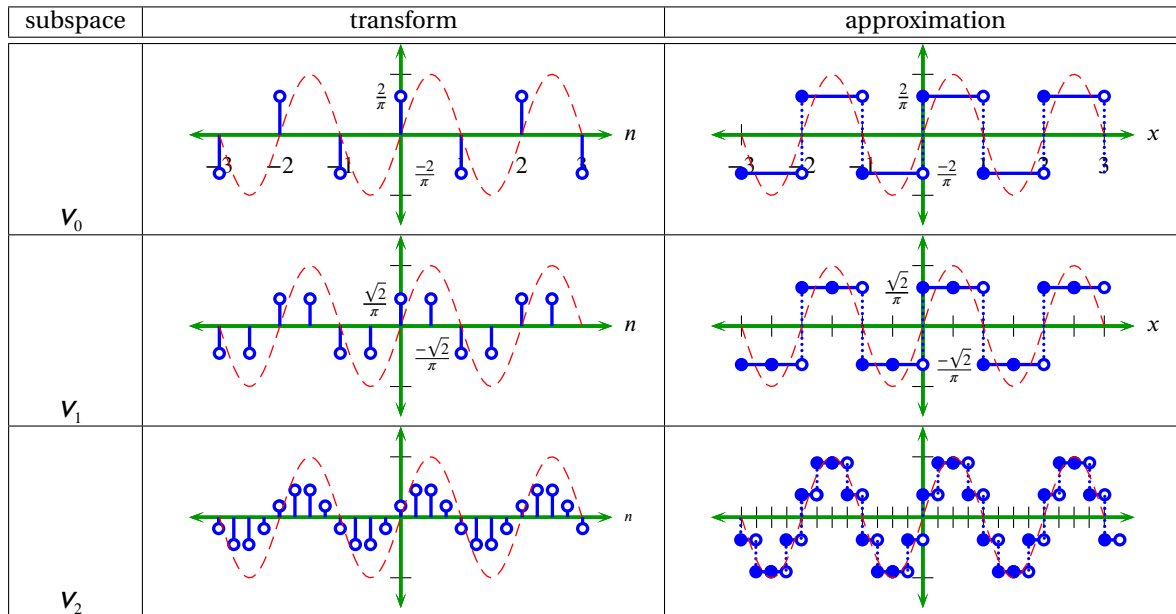 subspace transform approximation
2/π 2/π
n x
−3 −2 −1 1 2 3 −3 −2 −1 1 2 3
−2/π −2/π
V₀
√2/π √2/π
n x
−√2/π −√2/π
V₁
n
V₂